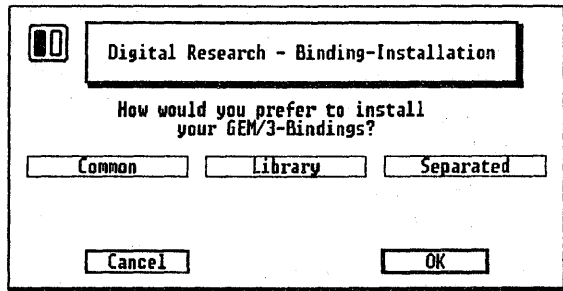 Digital Research - Binding-Installation
How would you prefer to install
your GEM/3-Bindings?
Common Library Separated
Cancel OK